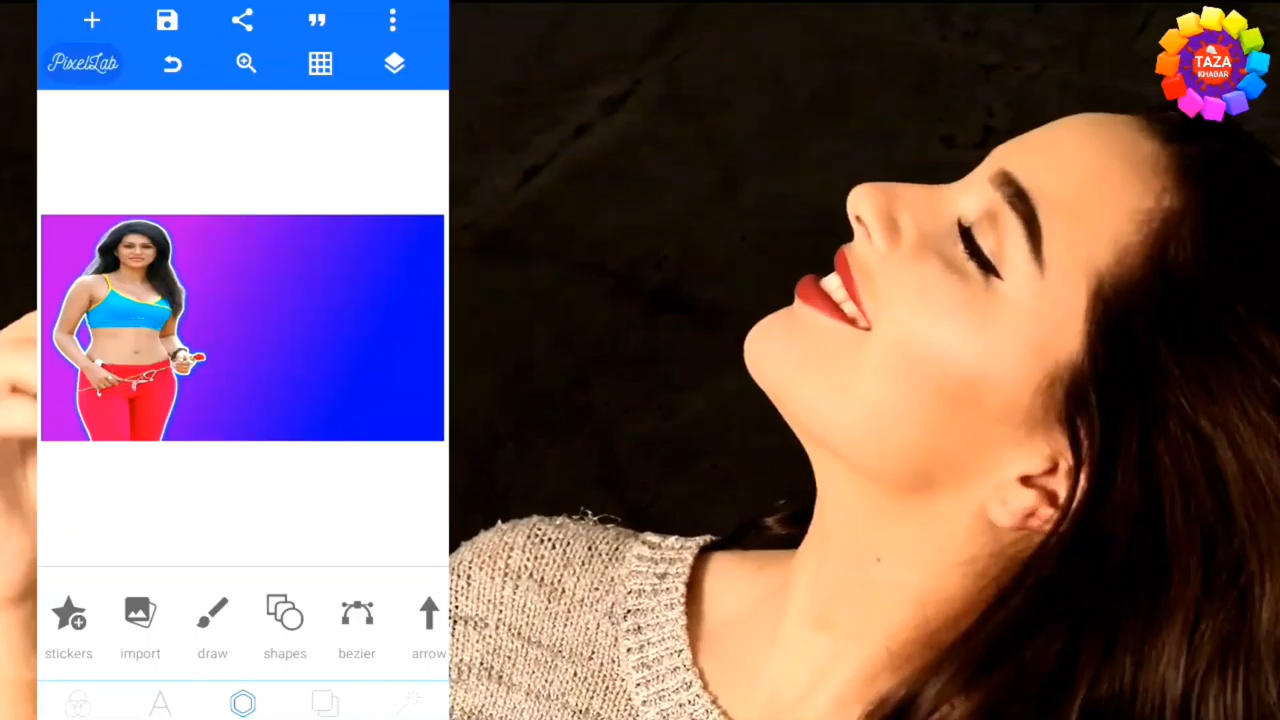 PixelLab
TAZA
KHABAR
stickers
import
draw
shapes
bezier
arrow